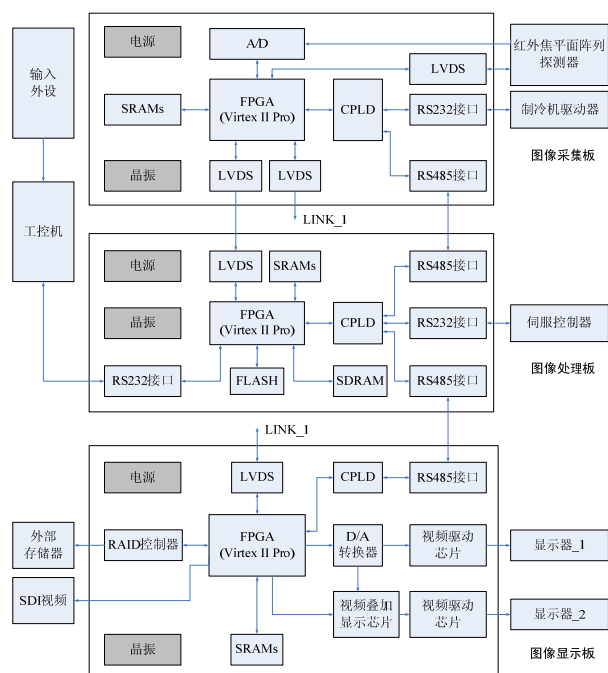 电源
A/D
红外焦平面阵列
探测器
输入
外设
LVDS
SRAMs
FPGA
(Virtex II Pro)
CPLD
RS232接口
制冷机驱动器
图像采集板
晶振
LVDS
LVDS
RS485接口
LINK_1
工控机
电源
LVDS
SRAMs
RS485接口
晶振
FPGA
(Virtex II Pro)
CPLD
RS232接口
伺服控制器
图像处理板
RS232接口
FLASH
SDRAM
RS485接口
LINK_1
电源
LVDS
CPLD
RS485接口
外部
存储器
RAID控制器
FPGA
(Virtex II Pro)
D/A
转换器
视频驱动
芯片
显示器_1
SDI视频
视频叠加
显示芯片
视频驱动
芯片
显示器_2
晶振
SRAMs
图像显示板